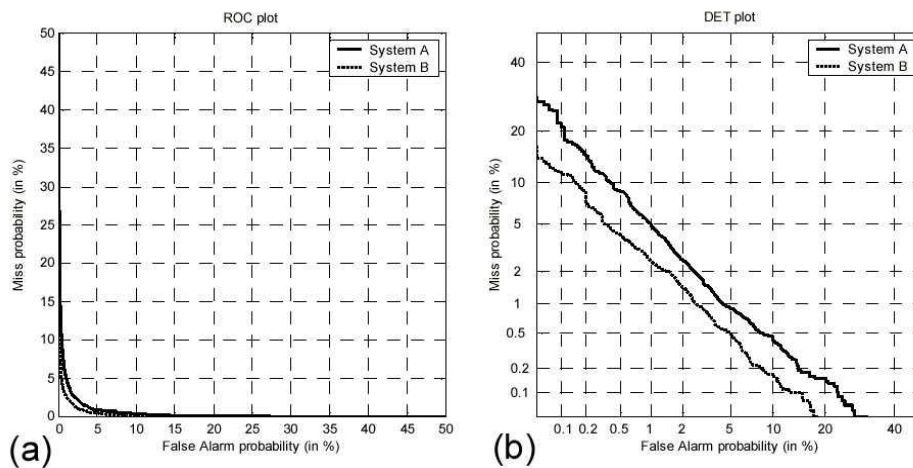 ROC plot
50
45
40
35
30
25
20
15
10
5
0
Miss probability (in %)
System A
System B
0 5 10 15 20 25 30 35 40 45 50
False Alarm probability (in %)
(a)
DET plot
40
20
10
5
2
1
0.5
0.2
0.1
Miss probability (in %)
System A
System B
0.1 0.2 0.5 1 2 5 10 20 40
False Alarm probability (in %)
(b)